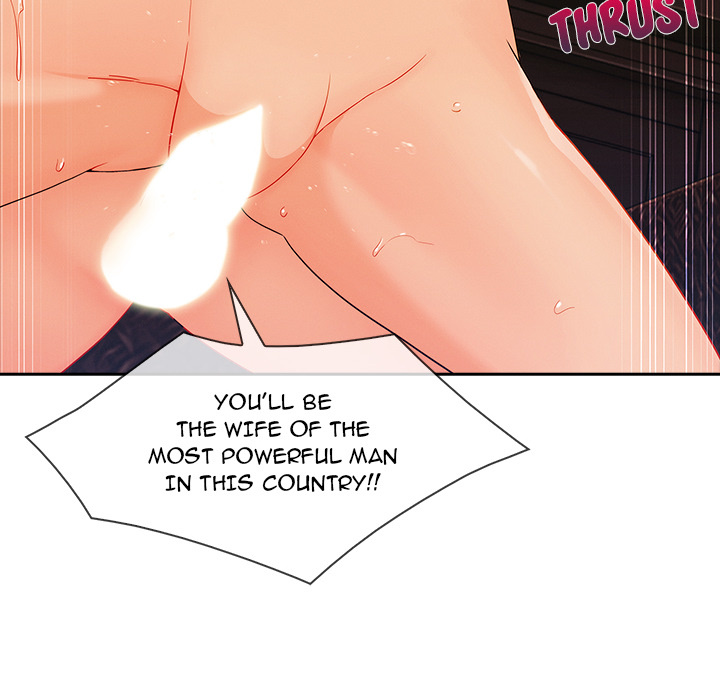 THRUST
YOU'LL BE
THE WIFE OF THE
MOST POWERFUL MAN
IN THIS COUNTRY!!